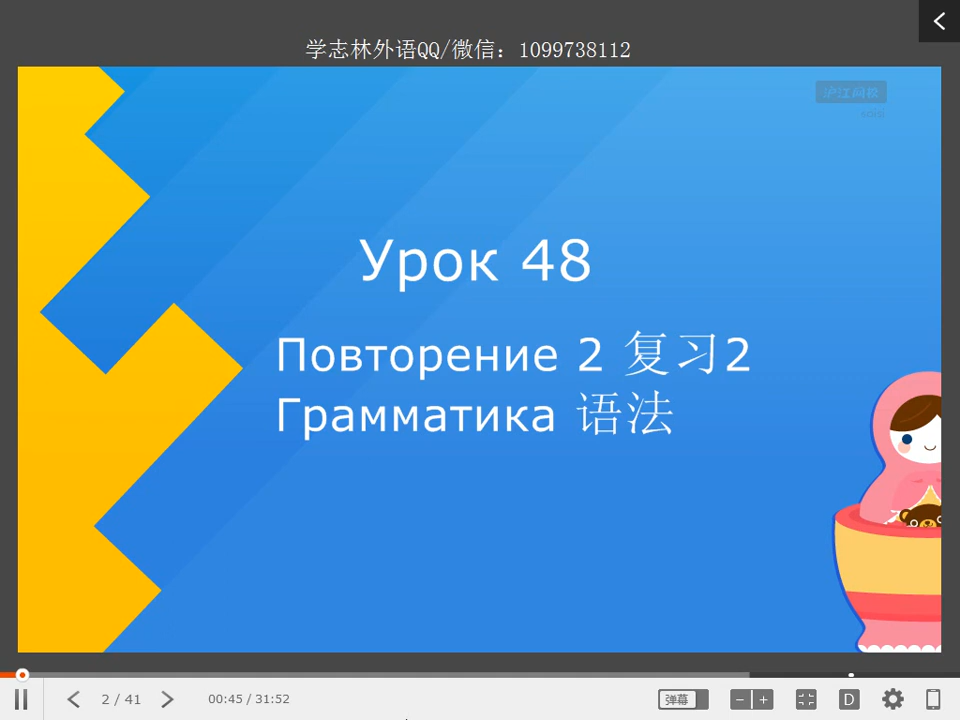 学志林外语QQ/微信：1099738112
沪江网校
Урок 48
Повторение 2 复习2
Грамматика 语法
2 / 41
00:45 / 31:52
弹幕
D